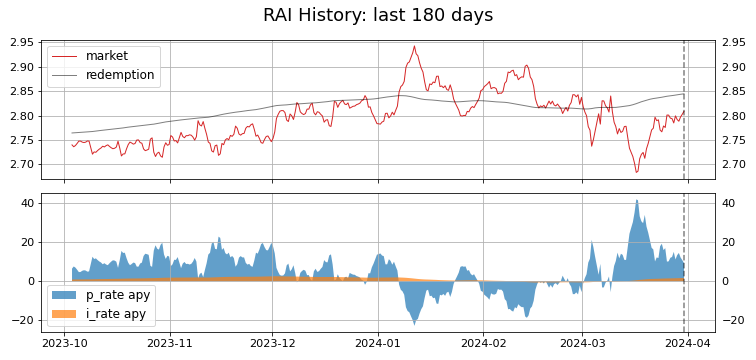 RAI History: last 180 days
2.95 2.95
market
redemption
2.90 2.90
2.85 2.85
2.80 2.80
2.75 2.75
2.70 2.70
40 40
20 20
0 0
p_rate apy
i_rate apy
−20 −20
2023-10 2023-11 2023-12 2024-01 2024-02 2024-03 2024-04